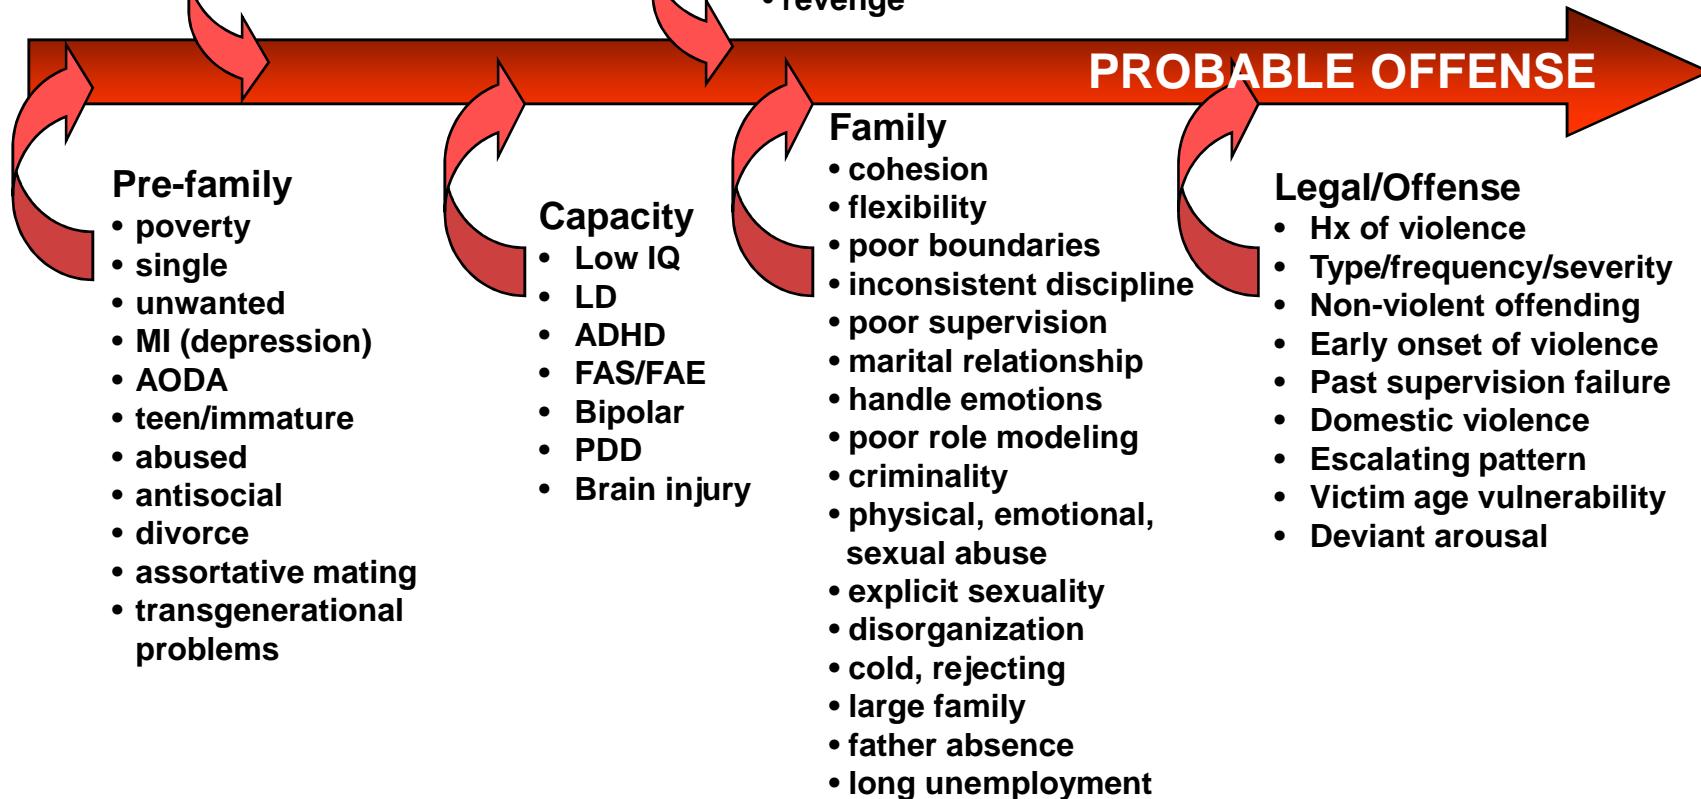 • revenge
PROBABLE OFFENSE
Pre-family
• poverty
• single
• unwanted
• MI (depression)
• AODA
• teen/immature
• abused
• antisocial
• divorce
• assortative mating
• transgenerational
problems
Capacity
• Low IQ
• LD
• ADHD
• FAS/FAE
• Bipolar
• PDD
• Brain injury
Family
• cohesion
• flexibility
• poor boundaries
• inconsistent discipline
• poor supervision
• marital relationship
• handle emotions
• poor role modeling
• criminality
• physical, emotional,
sexual abuse
• explicit sexuality
• disorganization
• cold, rejecting
• large family
• father absence
• long unemployment
Legal/Offense
• Hx of violence
• Type/frequency/severity
• Non-violent offending
• Early onset of violence
• Past supervision failure
• Domestic violence
• Escalating pattern
• Victim age vulnerability
• Deviant arousal